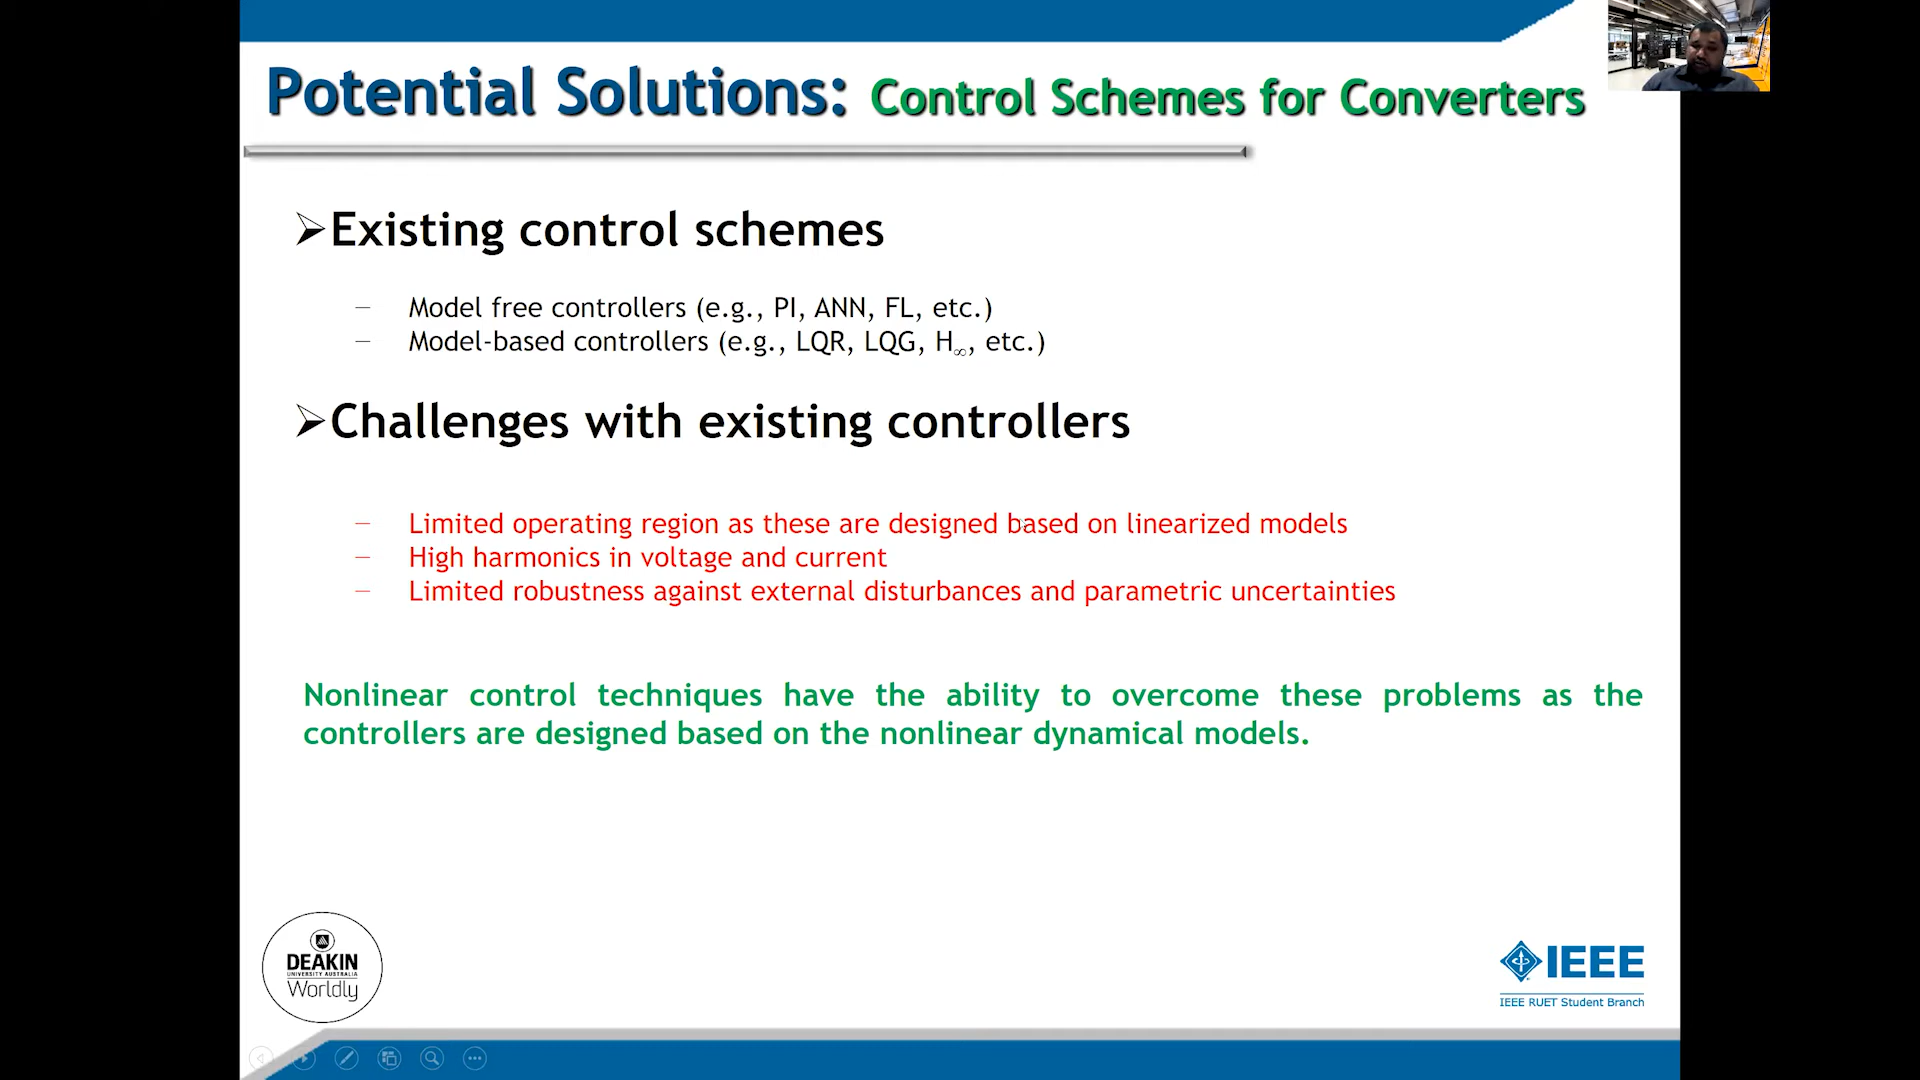 Potential Solutions: Control Schemes for Converters
➢Existing control schemes
– Model free controllers (e.g., PI, ANN, FL, etc.)
– Model-based controllers (e.g., LQR, LQG, H∞, etc.)
➢Challenges with existing controllers
– Limited operating region as these are designed based on linearized models
– High harmonics in voltage and current
– Limited robustness against external disturbances and parametric uncertainties
Nonlinear control techniques have the ability to overcome these problems as the
controllers are designed based on the nonlinear dynamical models.
DEAKIN
UNIVERSITY AUSTRALIA
Worldly
IEEE
IEEE RUET Student Branch